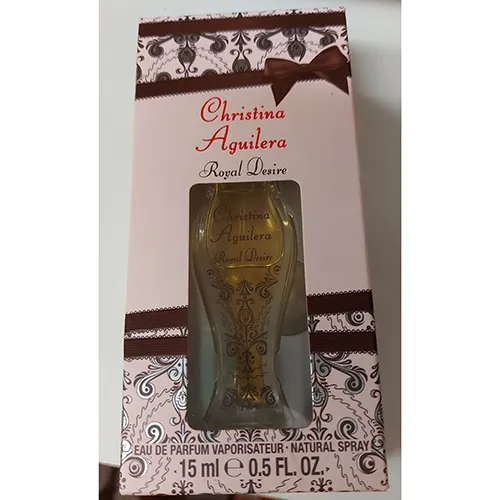 Christina
Aguilera
Royal Desire
Christina
Aguilera
Royal Desire
EAU DE PARFUM VAPORISATEUR · NATURAL SPRAY
15 ml ℮ 0.5 FL. OZ.